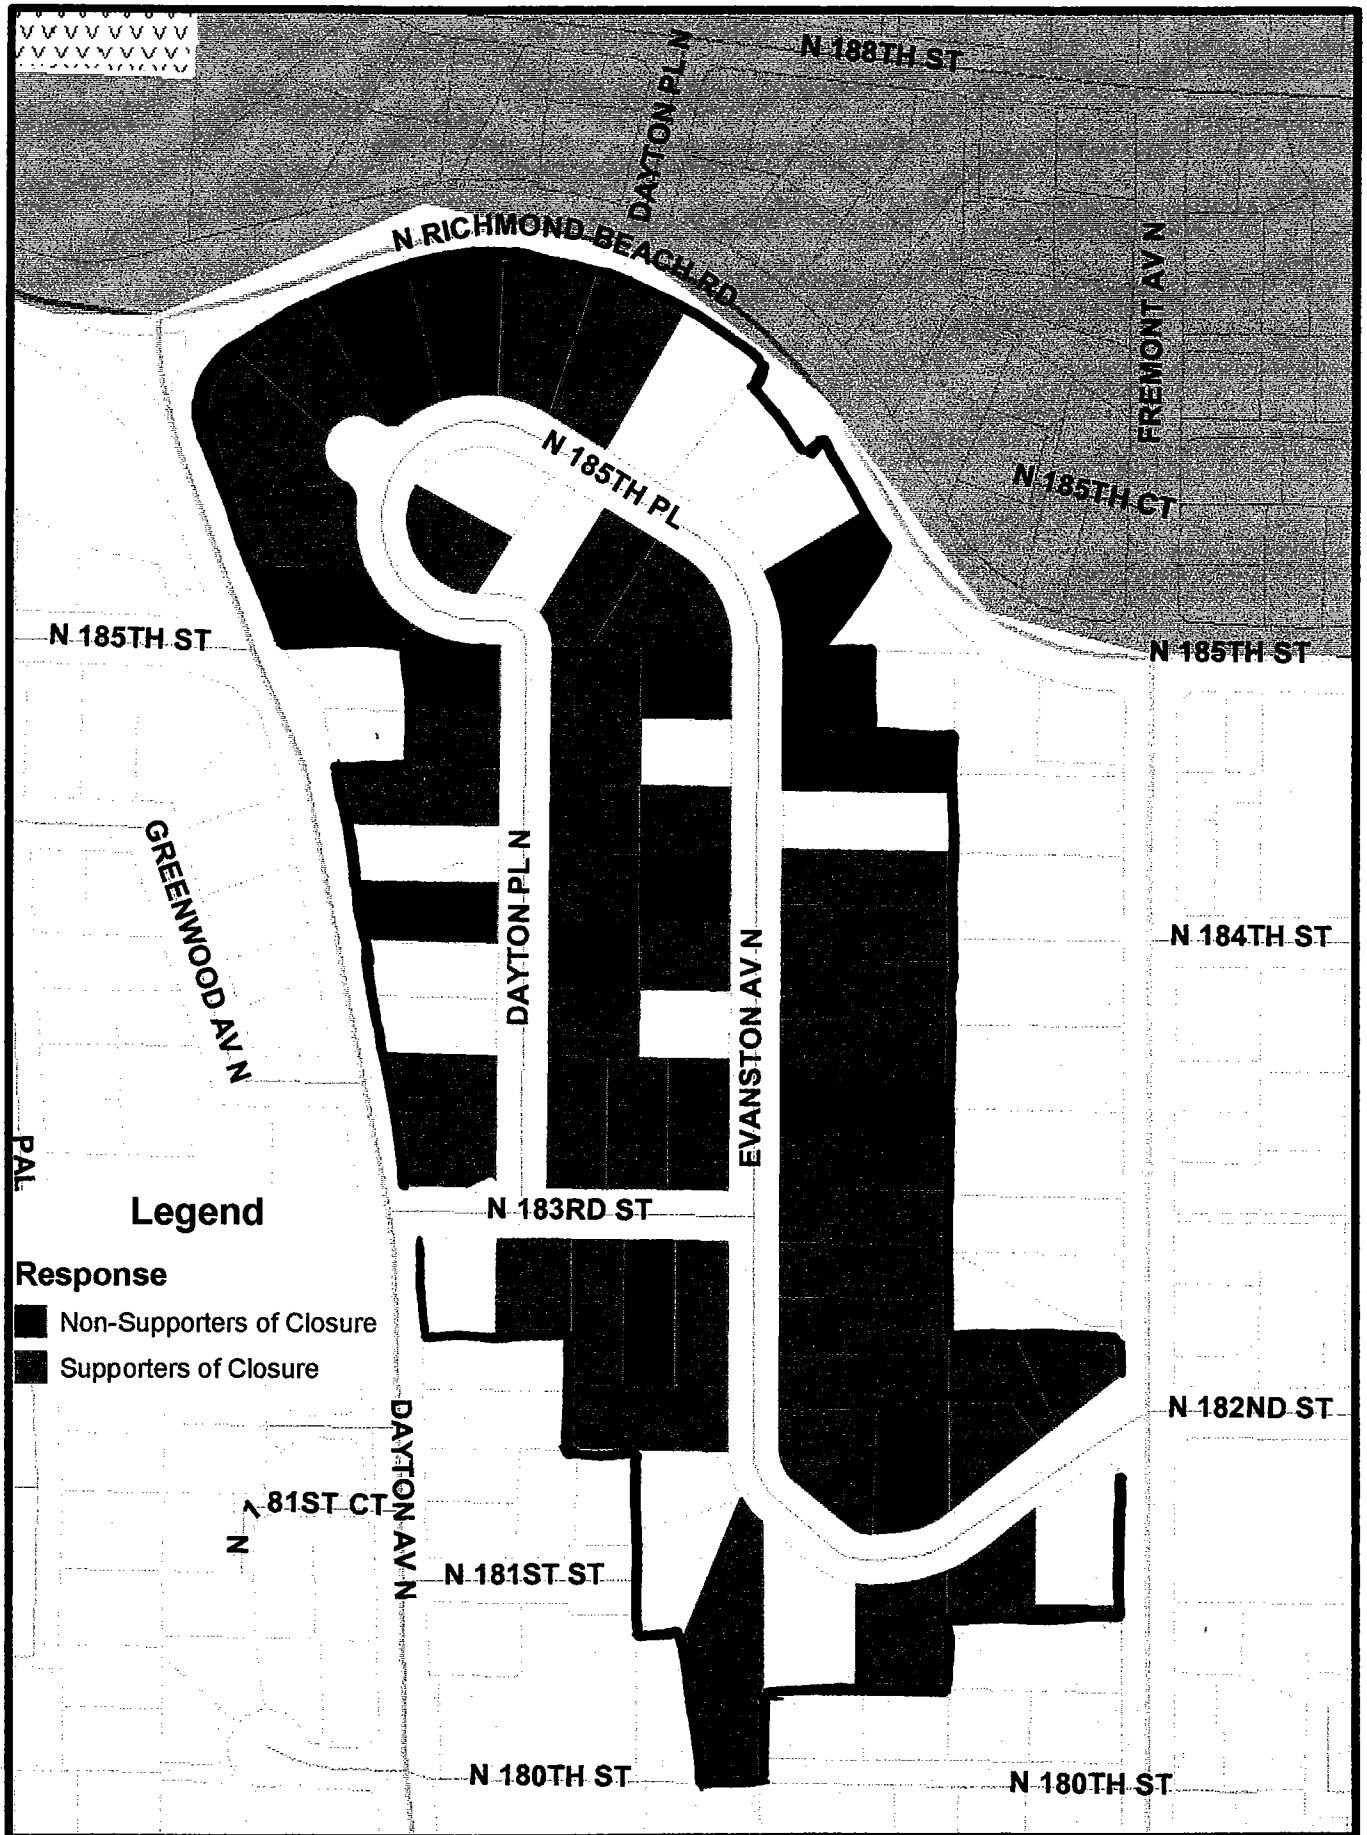 N 188TH ST
DAYTON PL N
N RICHMOND BEACH RD
FREMONT AV N
N 185TH PL
N 185TH CT
N 185TH ST
N 185TH ST
GREENWOOD AV N
DAYTON PL N
EVANSTON AV N
N 184TH ST
PAL
Legend
N 183RD ST
Response
Non-Supporters of Closure
Supporters of Closure
DAYTON AV N
N 182ND ST
N 181ST CT
N 181ST ST
N 180TH ST
N 180TH ST